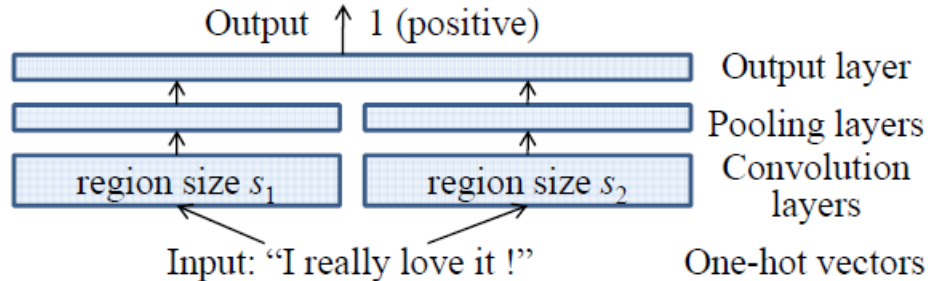 Output 1 (positive)
Output layer
Pooling layers
region size s1 region size s2 Convolution
layers
Input: “I really love it !” One-hot vectors